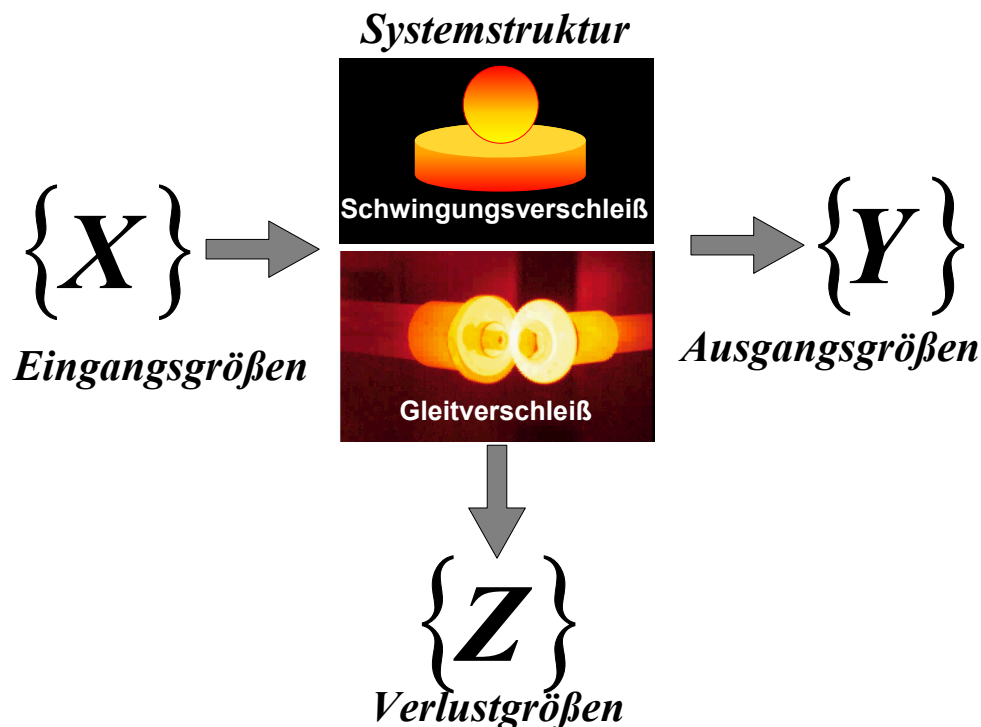 Systemstruktur
Schwingungsverschleiß
{X}
{Y}
Eingangsgrößen
Ausgangsgrößen
Gleitverschleiß
{Z}
Verlustgrößen